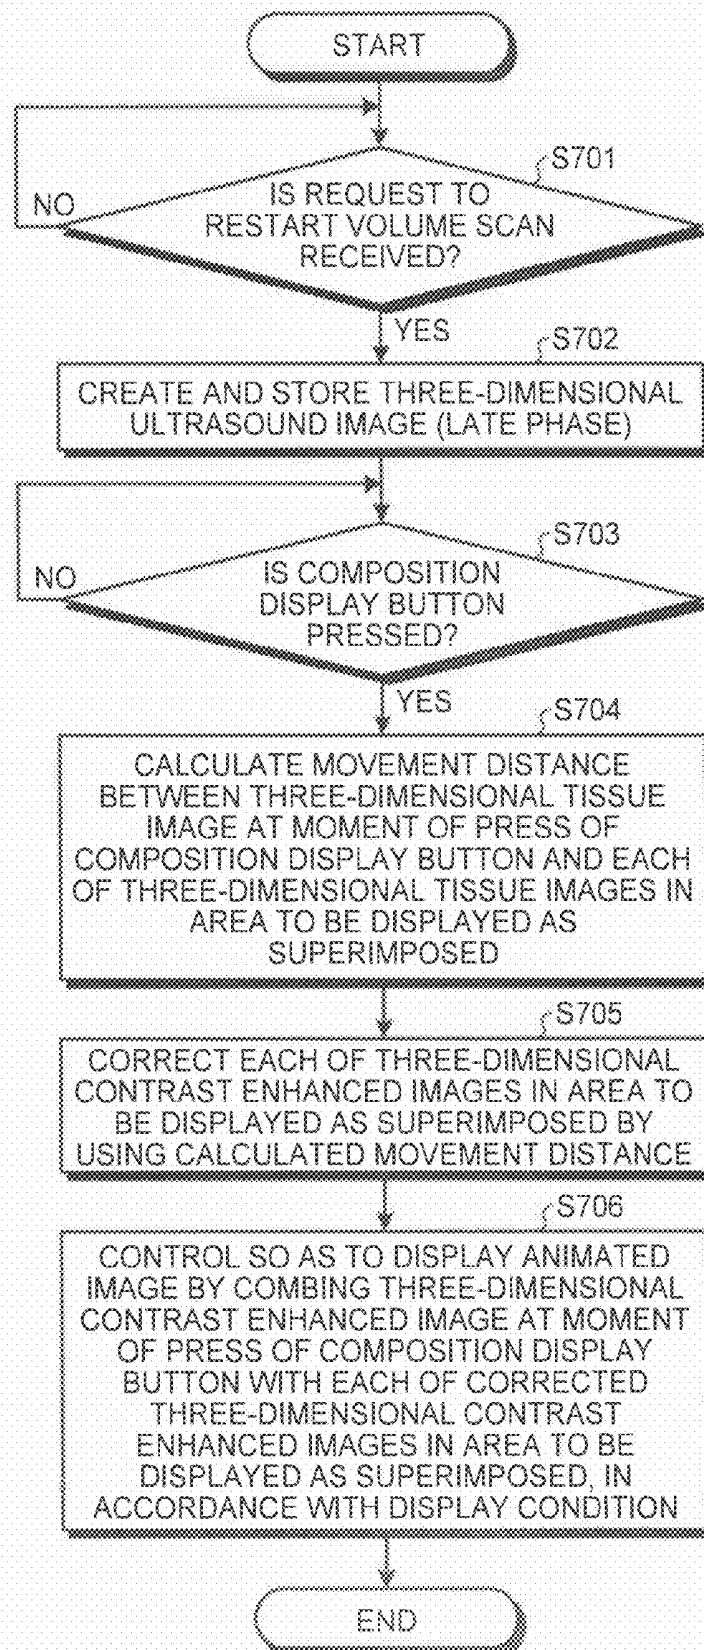 START
S701
IS REQUEST TO
RESTART VOLUME SCAN
RECEIVED?
NO
YES
S702
CREATE AND STORE THREE-DIMENSIONAL
ULTRASOUND IMAGE (LATE PHASE)
S703
IS COMPOSITION
DISPLAY BUTTON
PRESSED?
NO
YES
S704
CALCULATE MOVEMENT DISTANCE
BETWEEN THREE-DIMENSIONAL TISSUE
IMAGE AT MOMENT OF PRESS OF
COMPOSITION DISPLAY BUTTON AND EACH
OF THREE-DIMENSIONAL TISSUE IMAGES IN
AREA TO BE DISPLAYED AS
SUPERIMPOSED
S705
CORRECT EACH OF THREE-DIMENSIONAL
CONTRAST ENHANCED IMAGES IN AREA TO
BE DISPLAYED AS SUPERIMPOSED BY
USING CALCULATED MOVEMENT DISTANCE
S706
CONTROL SO AS TO DISPLAY ANIMATED
IMAGE BY COMBING THREE-DIMENSIONAL
CONTRAST ENHANCED IMAGE AT MOMENT
OF PRESS OF COMPOSITION DISPLAY
BUTTON WITH EACH OF CORRECTED
THREE-DIMENSIONAL CONTRAST
ENHANCED IMAGES IN AREA TO BE
DISPLAYED AS SUPERIMPOSED, IN
ACCORDANCE WITH DISPLAY CONDITION
END